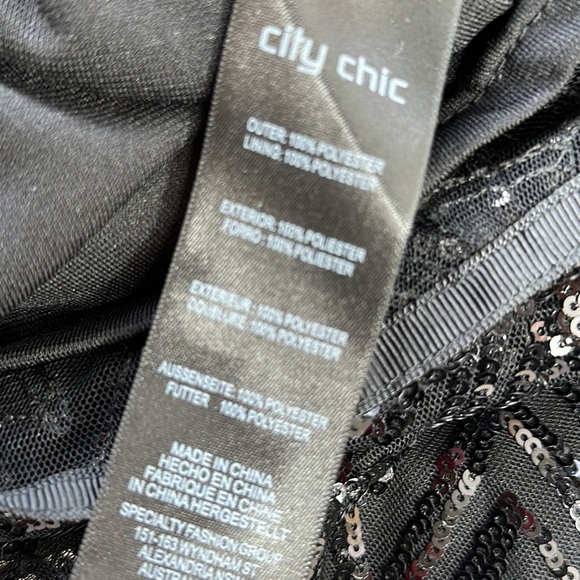 city chic
OUTER: 100% POLYESTER
LINING: 100% POLYESTER
EXTERIOR: 100% POLIESTER
FORRO - 100% POLIESTER
EXTERIEUR: 100% POLYESTER
DOUBLURE: 100% POLYESTER
AUSSENSEITE: 100% POLYESTER
FUTTER - 100% POLYESTER
MADE IN CHINA
HECHO EN CHINA
FABRIQUE EN CHINE
IN CHINA HERGESTELLT
SPECIALTY FASHION GROUP
151-163 WYNDHAM ST
ALEXANDRIA
AUSTRALIA